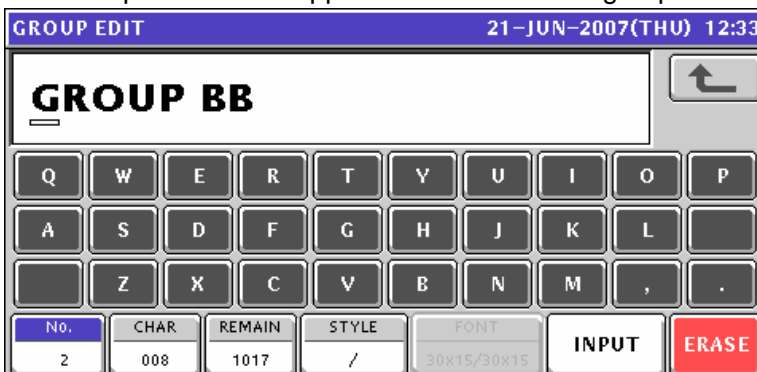 GROUP EDIT 21-JUN-2007(THU) 12:33
GROUP BB
Q W E R T Y U I O P
A S D F G H J K L
Z X C V B N M , .
No. CHAR REMAIN STYLE FONT INPUT ERASE
2 008 1017 / 30x15/30x15